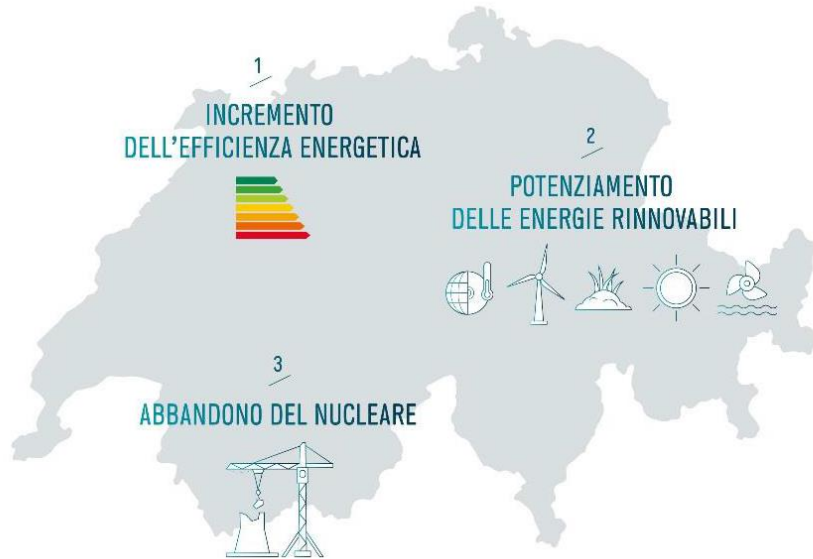 1
INCREMENTO
DELL'EFFICIENZA ENERGETICA
2
POTENZIAMENTO
DELLE ENERGIE RINNOVABILI
3
ABBANDONO DEL NUCLEARE